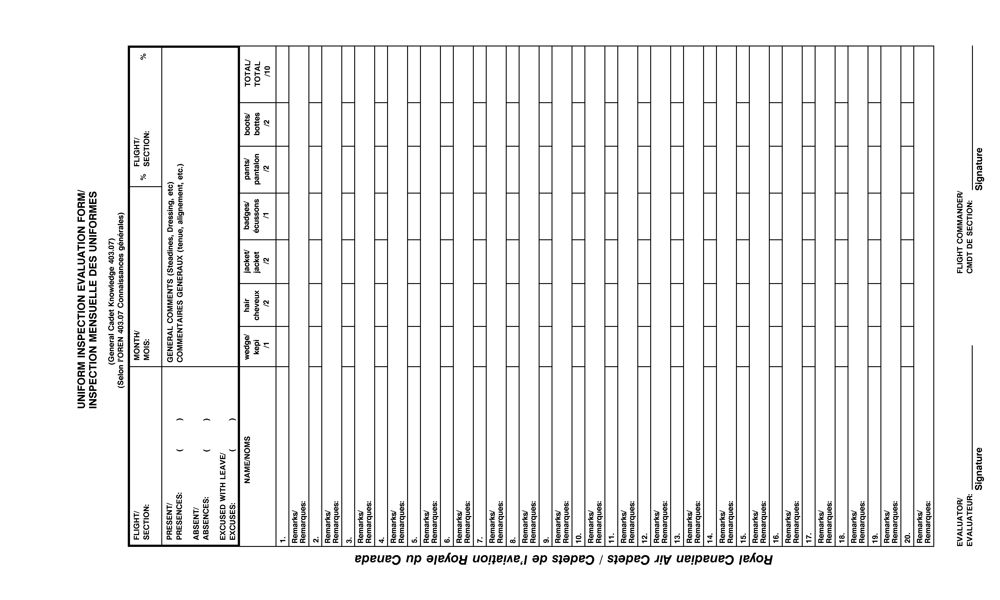 UNIFORM INSPECTION EVALUATION FORM/
INSPECTION MENSUELLE DES UNIFORMES
(General Cadet Knowledge 403.07)
(Selon l'OREN 403.07 Connaissances générales)
FLIGHT/
SECTION:
MONTH/
MOIS:
%
FLIGHT/
SECTION:
%
PRESENT/
PRESENCES: ( )
ABSENT/
ABSENCES: ( )
EXCUSED WITH LEAVE/
EXCUSES: ( )
GENERAL COMMENTS (Steadines, Dressing, etc)
COMMENTAIRES GENERAUX (tenue, alignement, etc.)
NAME/NOMS
wedge/
kepi
/1
hair
cheveux
/2
jacket/
jacket
/2
badges/
écussons
/1
pants/
pantalon
/2
boots/
bottes
/2
TOTAL/
TOTAL
/10
1.
Remarks/
Remarques:
2.
Remarks/
Remarques:
3.
Remarks/
Remarques:
4.
Remarks/
Remarques:
5.
Remarks/
Remarques:
6.
Remarks/
Remarques:
7.
Remarks/
Remarques:
8.
Remarks/
Remarques:
9.
Remarks/
Remarques:
10.
Remarks/
Remarques:
11.
Remarks/
Remarques:
12.
Remarks/
Remarques:
13.
Remarks/
Remarques:
14.
Remarks/
Remarques:
15.
Remarks/
Remarques:
16.
Remarks/
Remarques:
17.
Remarks/
Remarques:
18.
Remarks/
Remarques:
19.
Remarks/
Remarques:
20.
Remarks/
Remarques:
EVALUATOR/
EVALUATEUR:
Signature
FLIGHT COMMANDER/
CMDT DE SECTION:
Signature
Royal Canadian Air Cadets / Cadets de l'aviation Royale du Canada